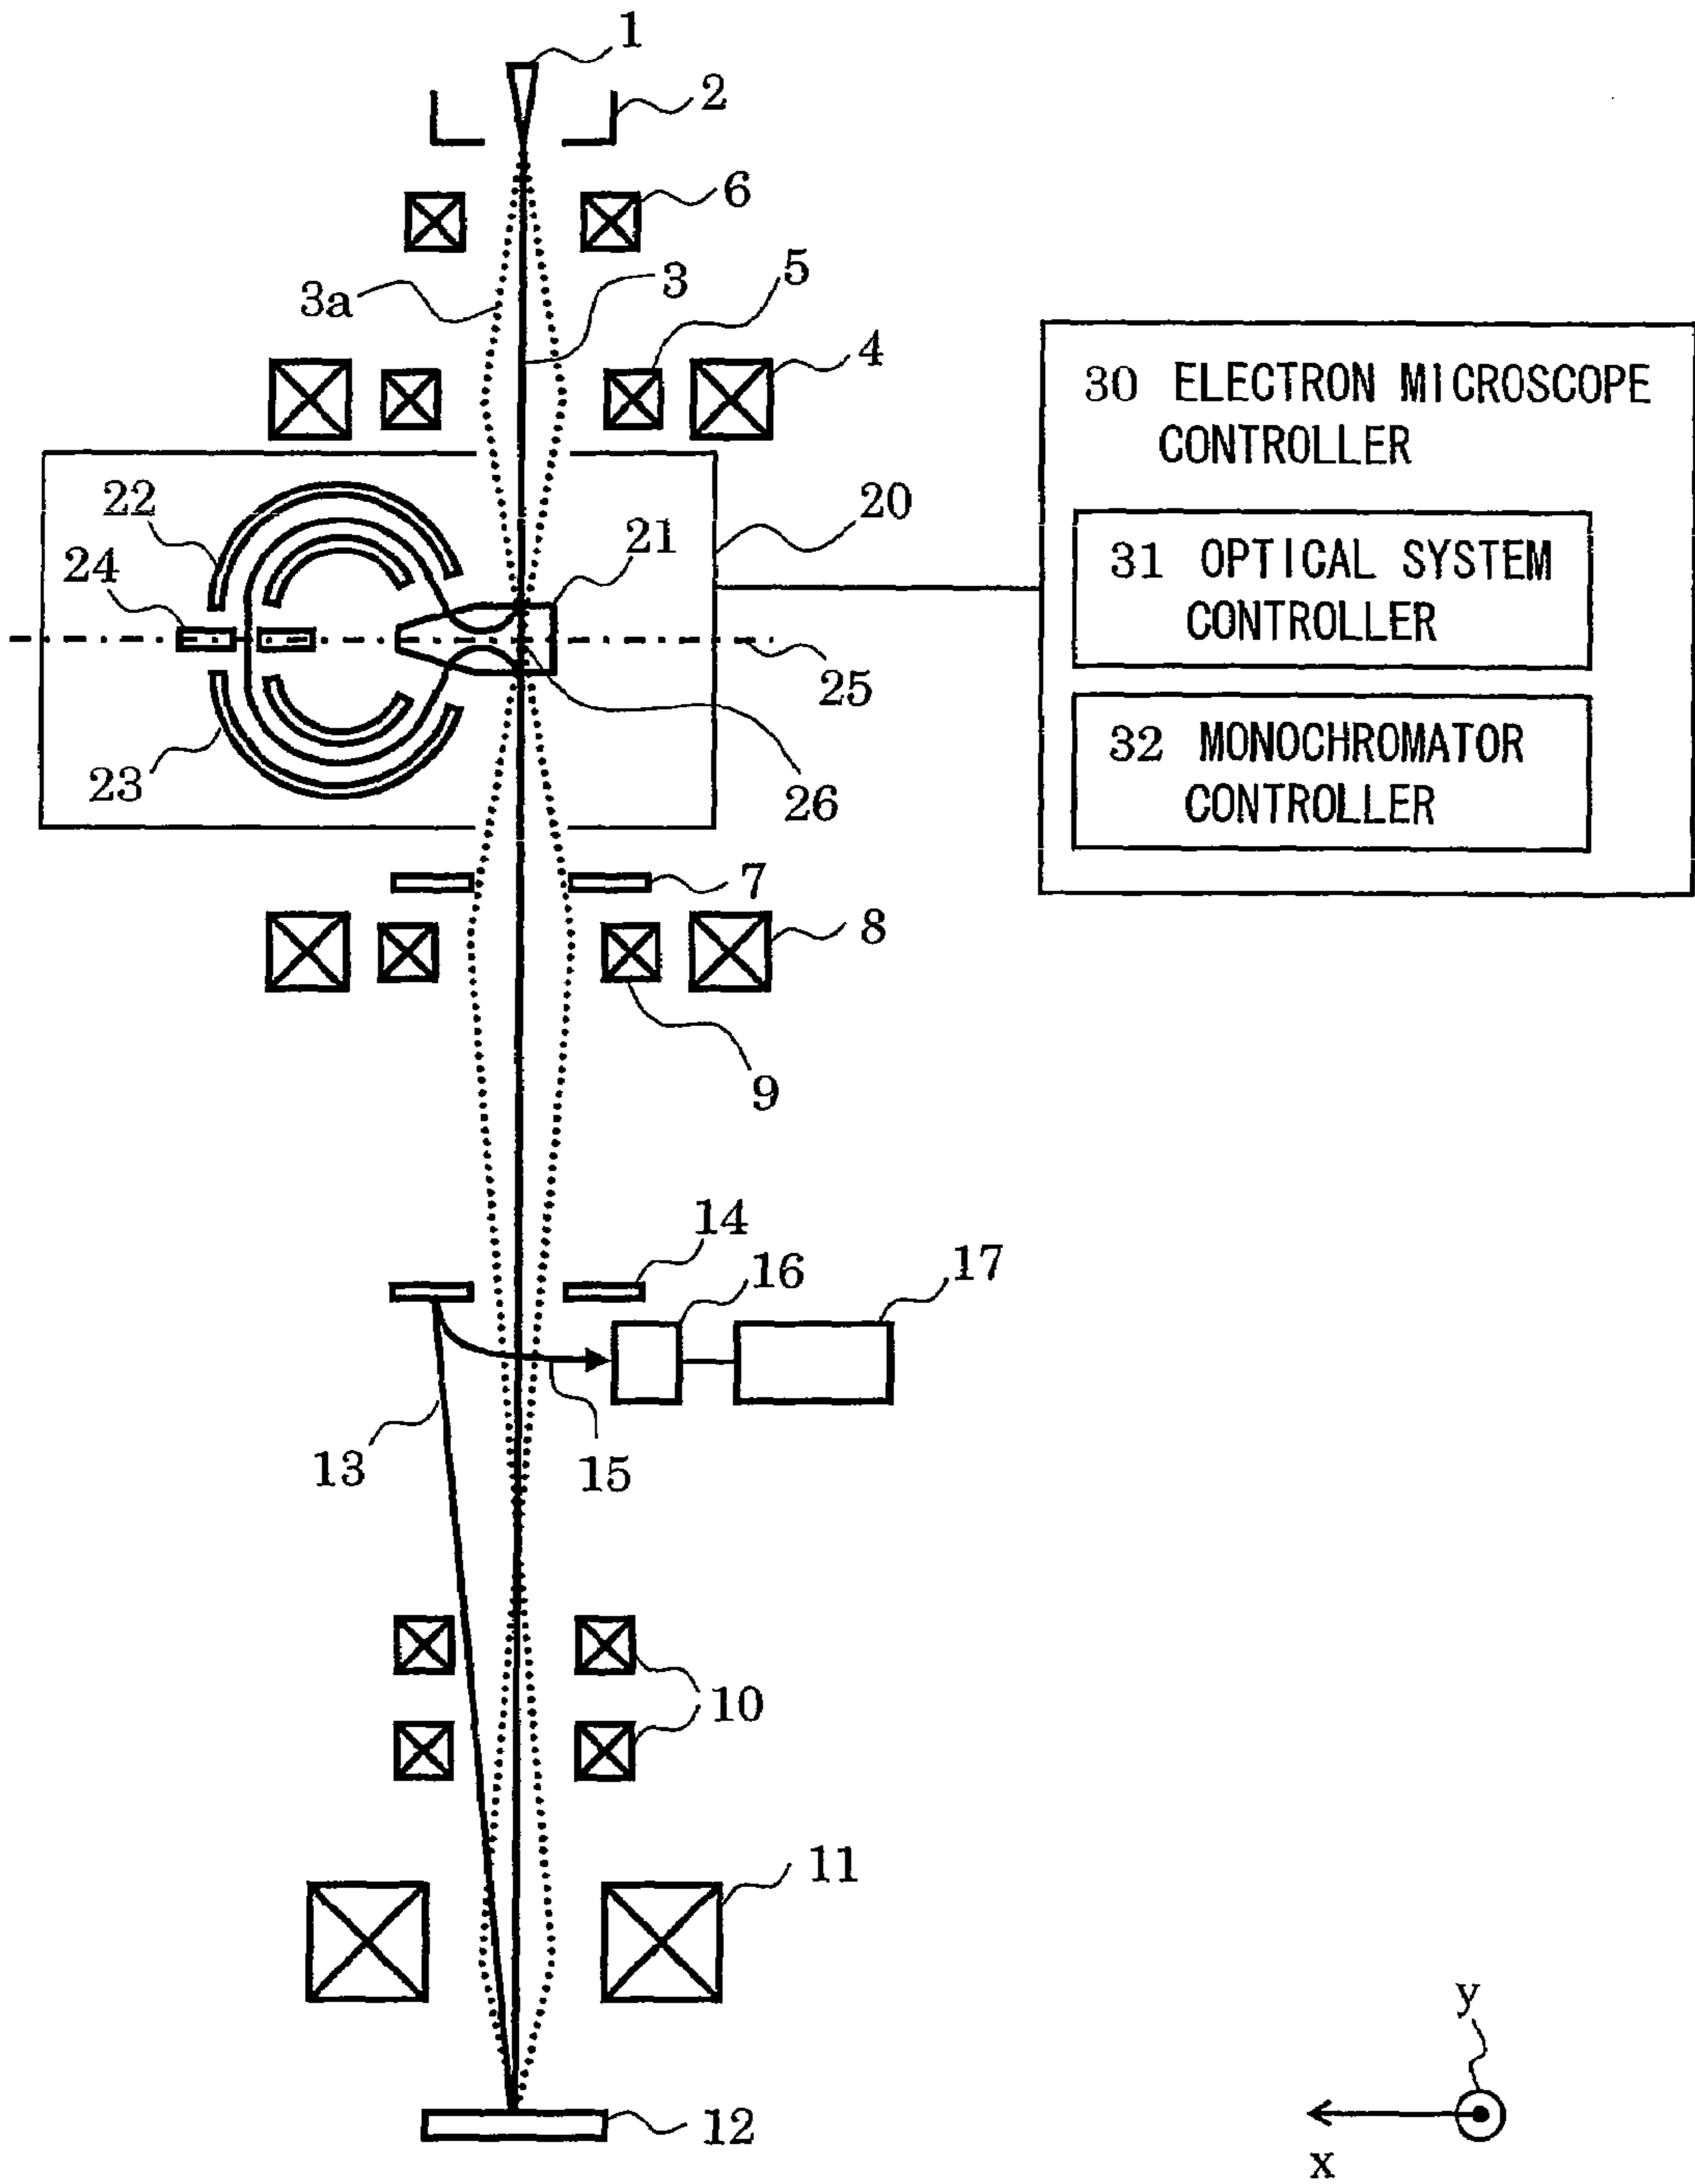 1
2
6
5
3
3a
4
30 ELECTRON MICROSCOPE
CONTROLLER
22
20
21
24
31 OPTICAL SYSTEM
CONTROLLER
25
32 MONOCHROMATOR
CONTROLLER
23
26
7
8
9
14
16
17
13
15
10
11
y
12
x